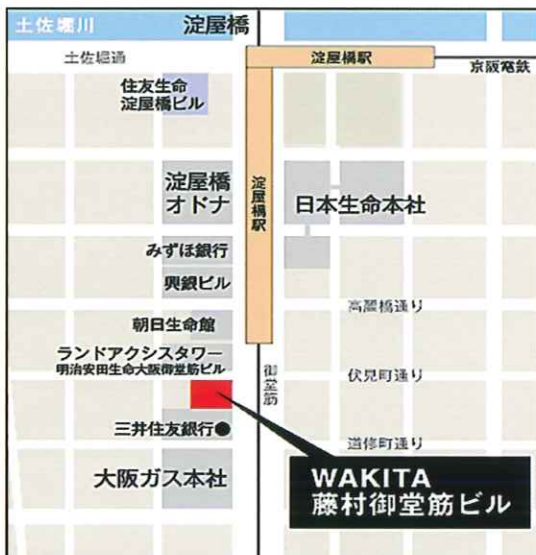 土佐堀川
淀屋橋
土佐堀通
淀屋橋駅
京阪電鉄
住友生命
淀屋橋ビル
淀屋橋
オドナ
淀屋橋駅
日本生命本社
みずほ銀行
興銀ビル
高麗橋通り
朝日生命館
ランドアクシスタワー
明治安田生命大阪御堂筋ビル
御堂筋
伏見町通り
三井住友銀行●
道修町通り
大阪ガス本社
WAKITA
藤村御堂筋ビル